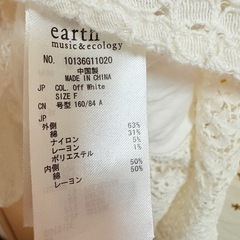 earth
music&ecology
NO. 10136G11020
中国製
MADE IN CHINA
JP COL. Off White
SIZE F
CN 号型 160/84 A
JP
外側
綿 63%
ナイロン 31%
レーヨン 5%
ポリエステル 1%
内側
綿 50%
レーヨン 50%